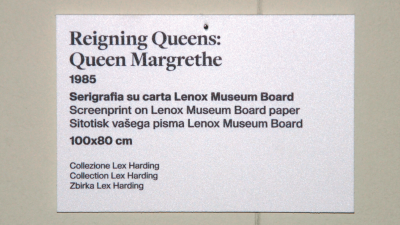 Reigning Queens:
Queen Margrethe
1985
Serigrafia su carta Lenox Museum Board
Screenprint on Lenox Museum Board paper
Sitotisk vašega pisma Lenox Museum Board
100x80 cm
Collezione Lex Harding
Collection Lex Harding
Zbirka Lex Harding